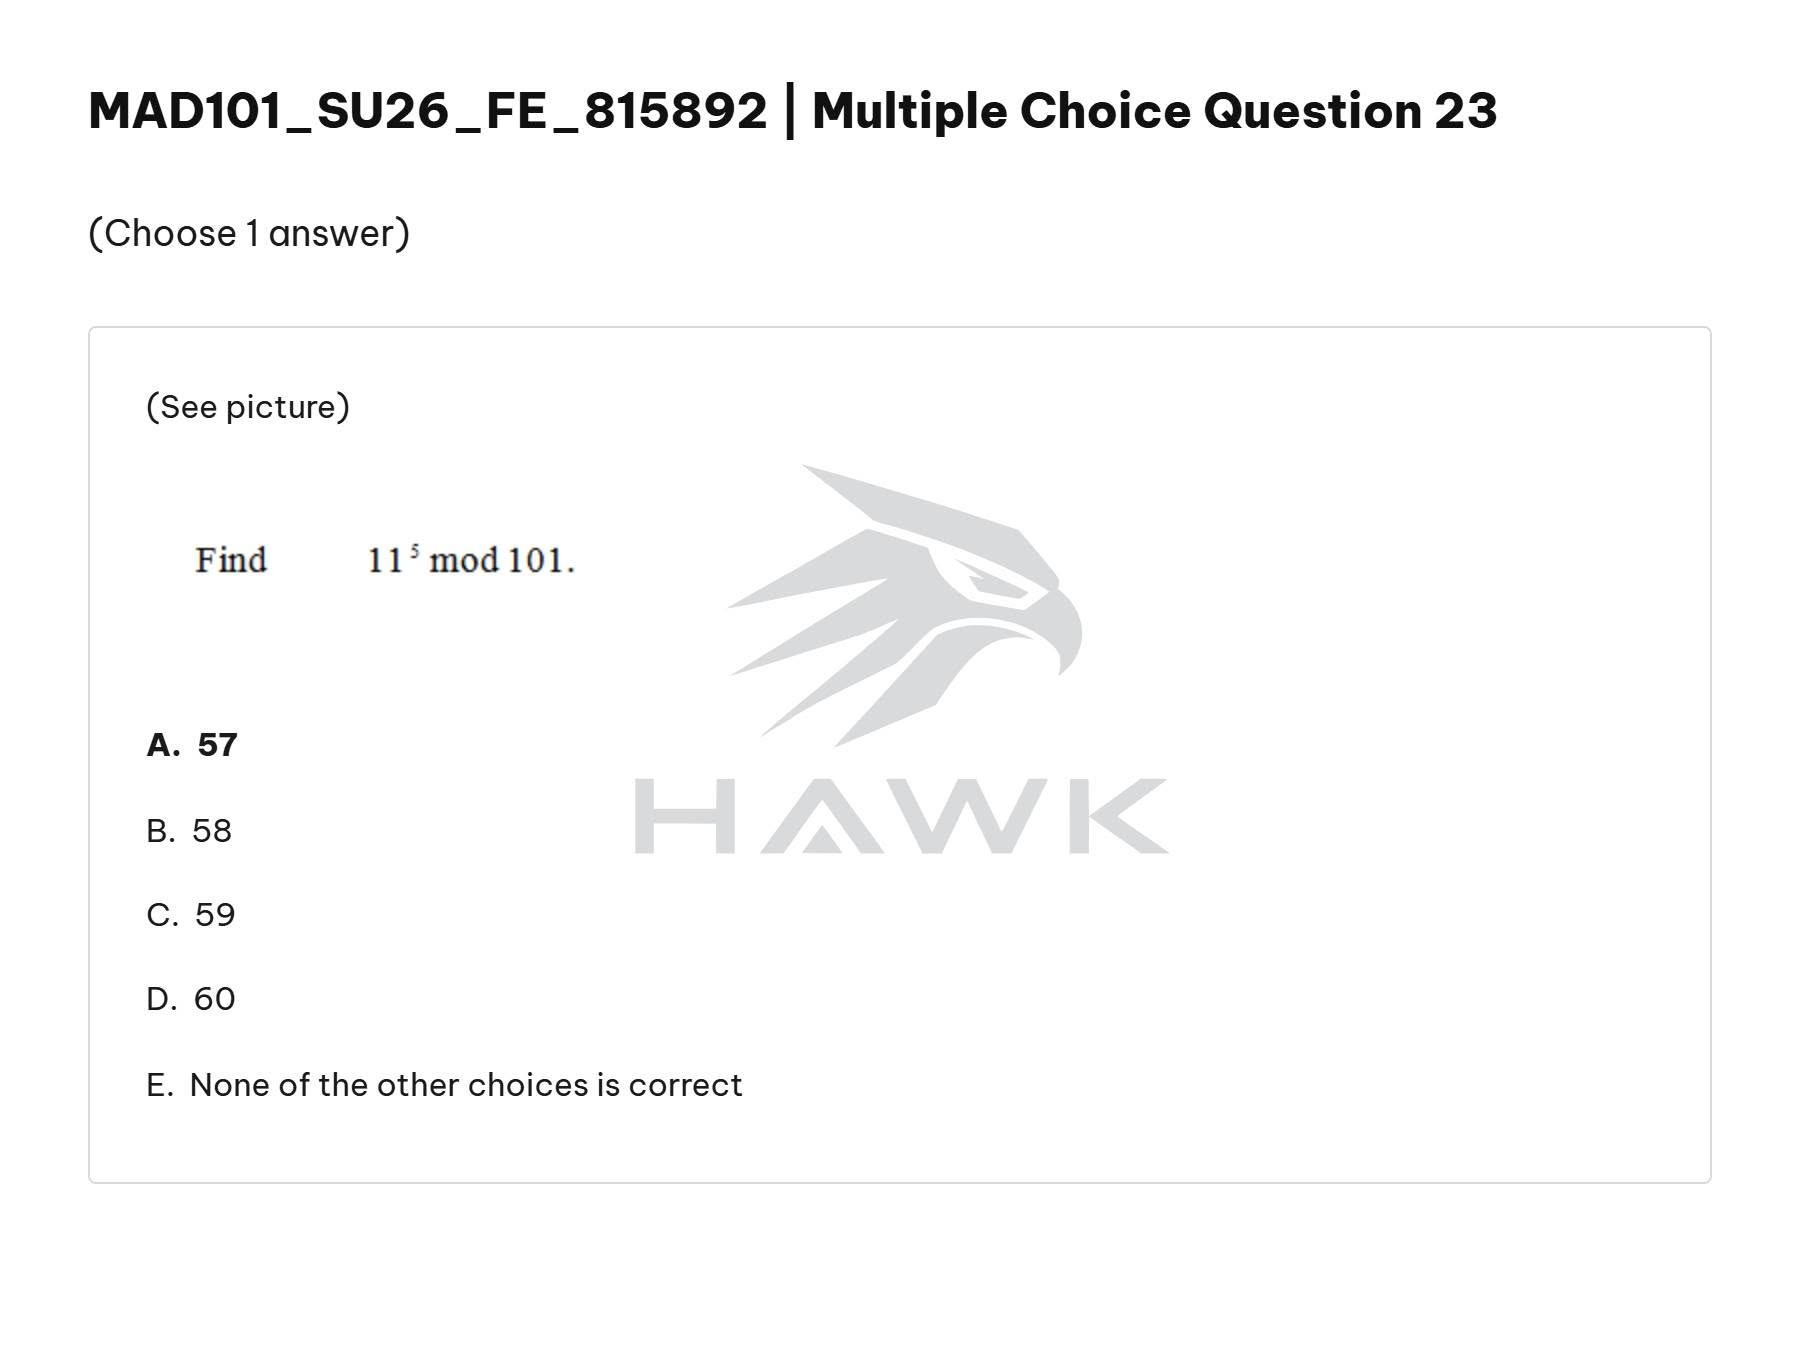 MAD101_SU26_FE_815892 | Multiple Choice Question 23
(Choose 1 answer)
(See picture)
Find 11⁵ mod 101.
A. 57
B. 58
C. 59
D. 60
E. None of the other choices is correct
HAWK